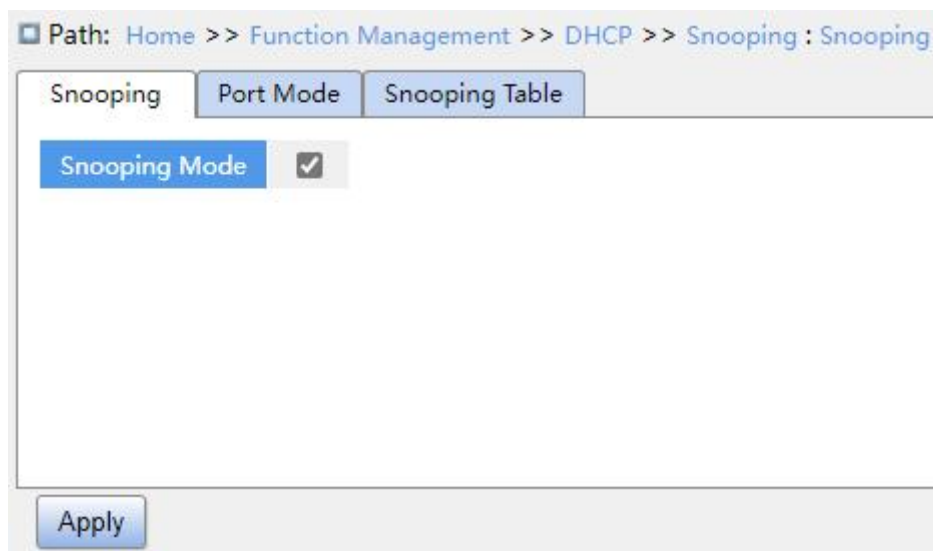 Path: Home >> Function Management >> DHCP >> Snooping : Snooping
Snooping Port Mode Snooping Table
Snooping Mode
Apply